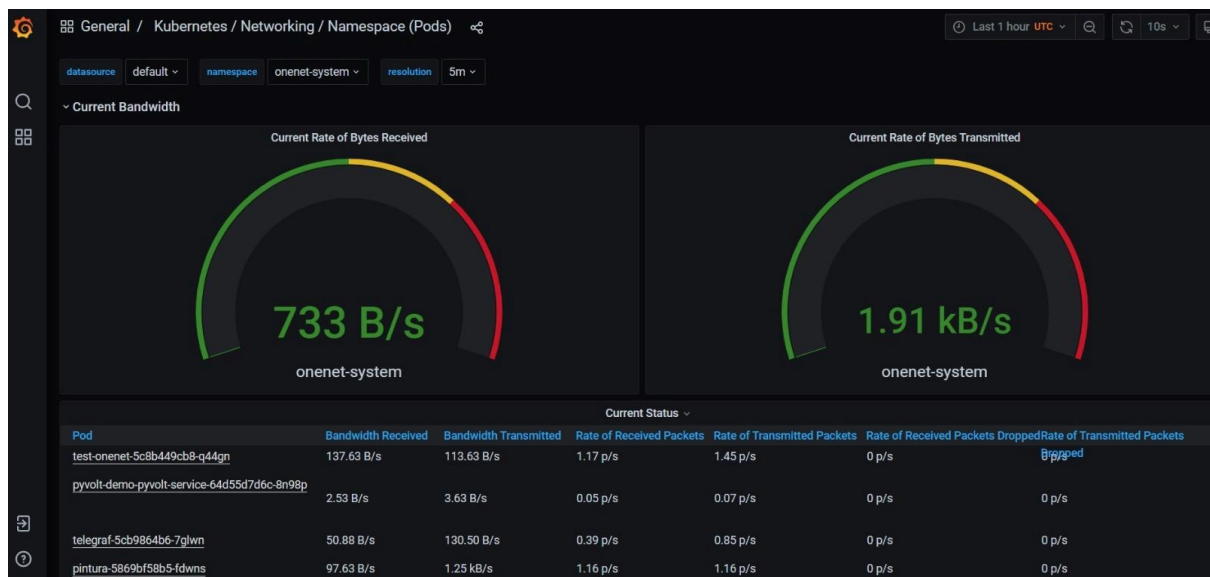 General / Kubernetes / Networking / Namespace (Pods)
Last 1 hour UTC
10s
datasource default namespace onenet-system resolution 5m
Current Bandwidth
Current Rate of Bytes Received
Current Rate of Bytes Transmitted
733 B/s
1.91 kB/s
onenet-system
onenet-system
Current Status
Pod Bandwidth Received Bandwidth Transmitted Rate of Received Packets Rate of Transmitted Packets Rate of Received Packets Dropped Rate of Transmitted Packets Dropped
test-onenet-5c8b449cb8-q44gn 137.63 B/s 113.63 B/s 1.17 p/s 1.45 p/s 0 p/s 0 p/s
pyvolt-demo-pyvolt-service-64d55d7d6c-8n98p 2.53 B/s 3.63 B/s 0.05 p/s 0.07 p/s 0 p/s 0 p/s
telegraf-5cb9864b6-7glwn 50.88 B/s 130.50 B/s 0.39 p/s 0.85 p/s 0 p/s 0 p/s
pintura-5869bf58b5-fdwns 97.63 B/s 1.25 kB/s 1.16 p/s 1.16 p/s 0 p/s 0 p/s